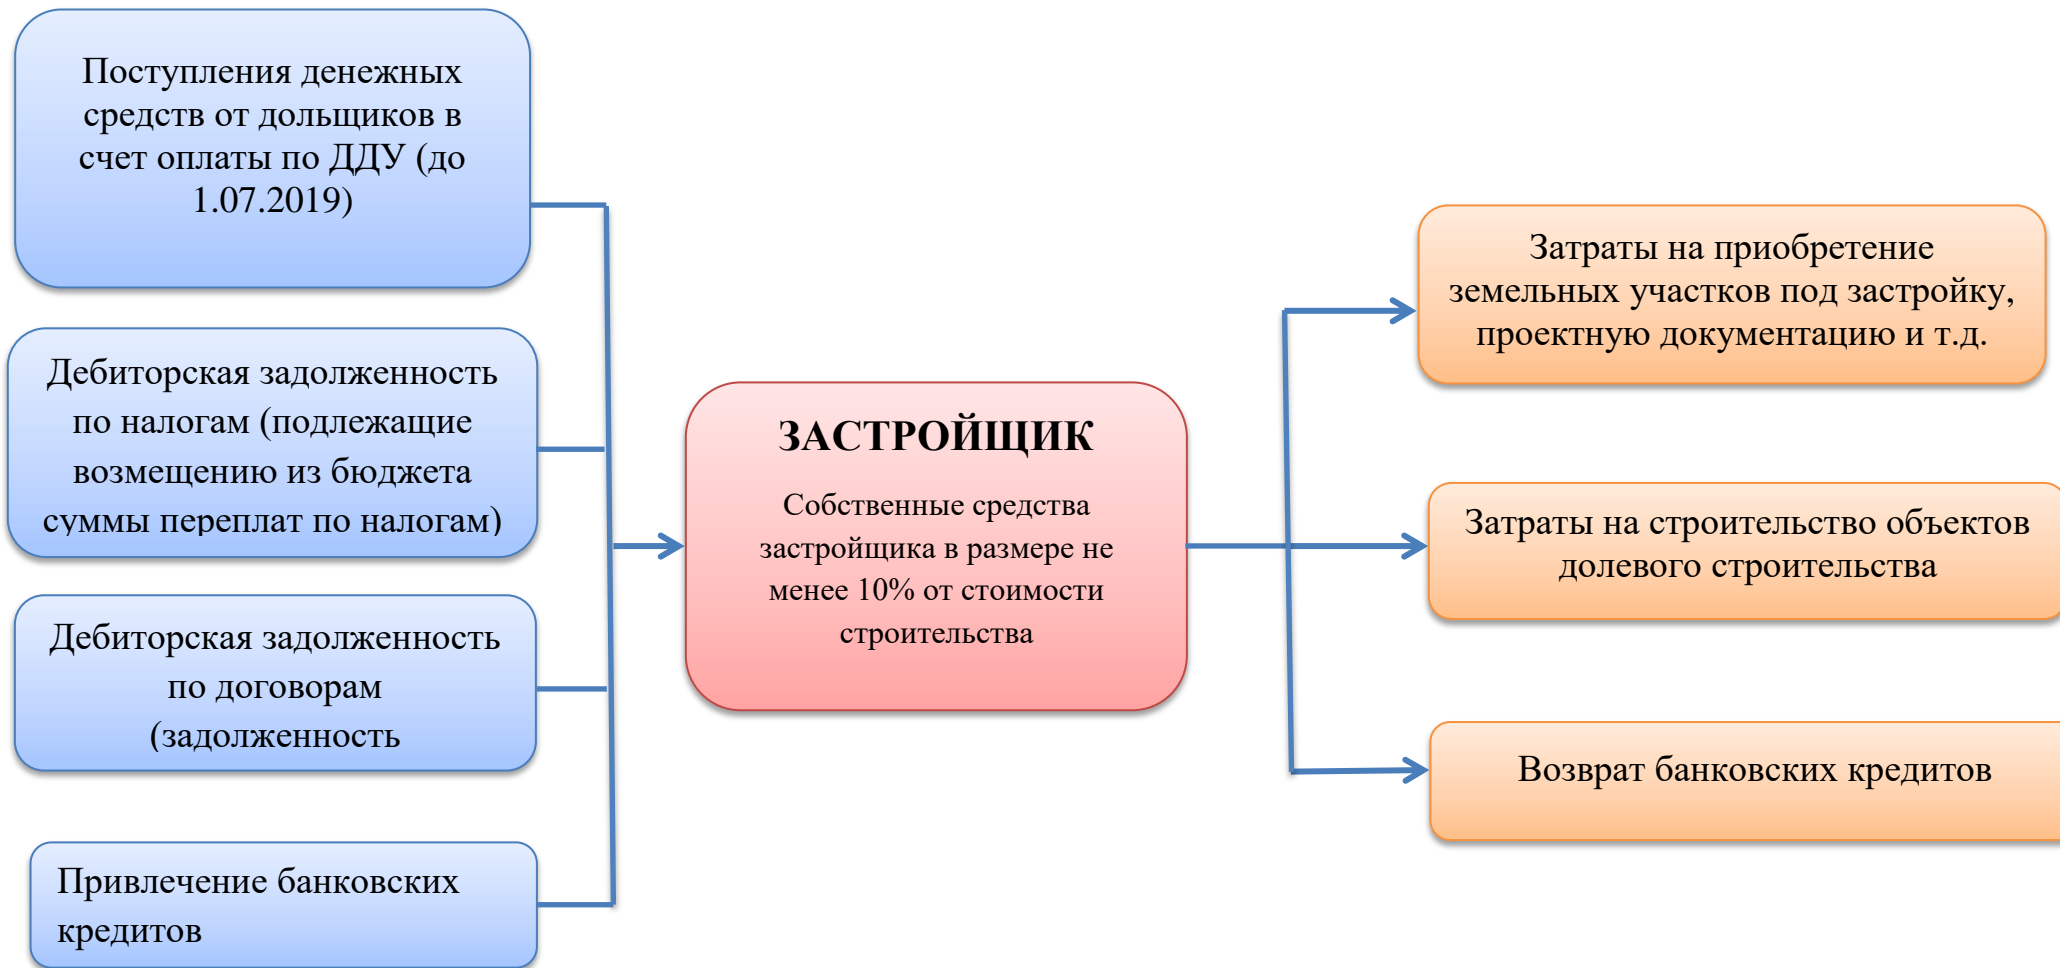 Поступления денежных
средств от дольщиков в
счет оплаты по ДДУ (до
1.07.2019)
Дебиторская задолженность
по налогам (подлежащие
возмещению из бюджета
суммы переплат по налогам)
Дебиторская задолженность
по договорам
(задолженность
Привлечение банковских
кредитов
ЗАСТРОЙЩИК
Собственные средства
застройщика в размере не
менее 10% от стоимости
строительства
Затраты на приобретение
земельных участков под застройку,
проектную документацию и т.д.
Затраты на строительство объектов
долевого строительства
Возврат банковских кредитов